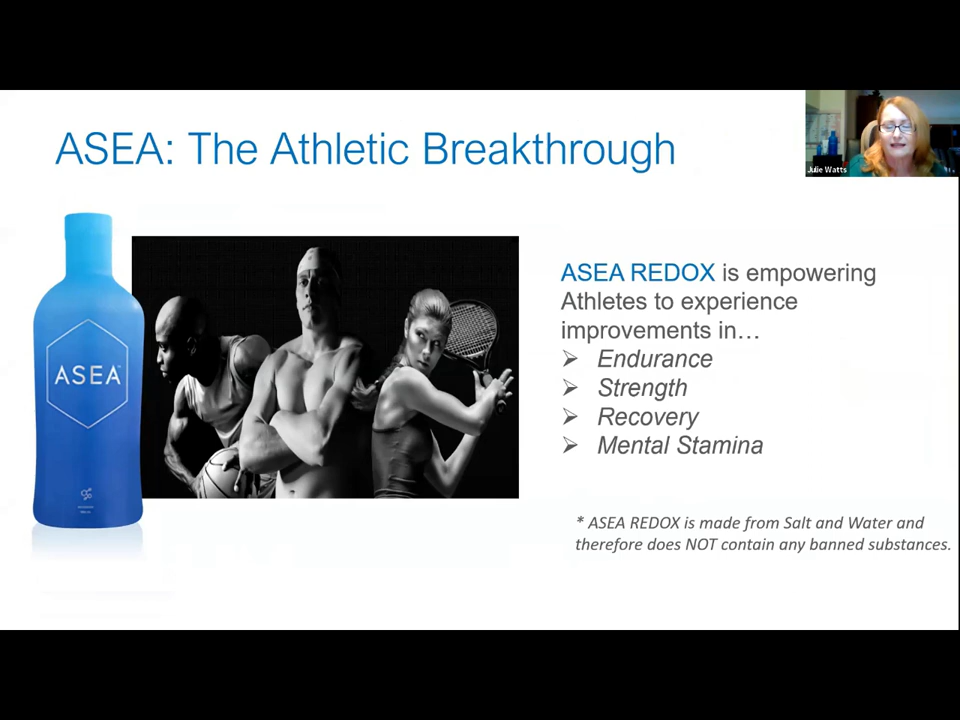 ASEA: The Athletic Breakthrough
Julie Watts
ASEA™
ASEA REDOX is empowering
Athletes to experience
improvements in…
➢ Endurance
➢ Strength
➢ Recovery
➢ Mental Stamina
* ASEA REDOX is made from Salt and Water and
therefore does NOT contain any banned substances.